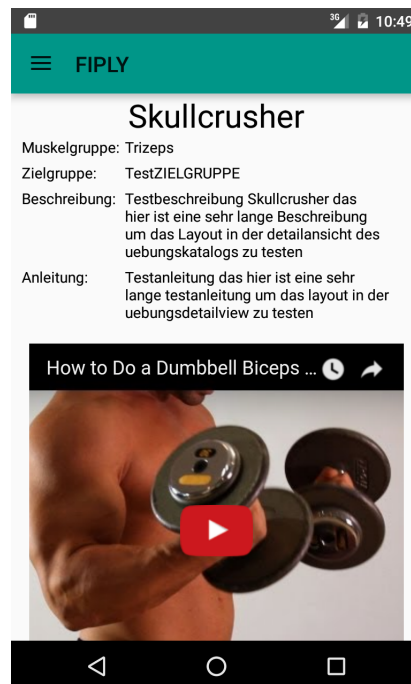 3G 10:49
FIPLY
Skullcrusher
Muskelgruppe: Trizeps
Zielgruppe: TestZIELGRUPPE
Beschreibung: Testbeschreibung Skullcrusher das
hier ist eine sehr lange Beschreibung
um das Layout in der detailansicht des
uebungskatalogs zu testen
Anleitung: Testanleitung das hier ist eine sehr
lange testanleitung um das layout in der
uebungsdetailview zu testen
How to Do a Dumbbell Biceps ...